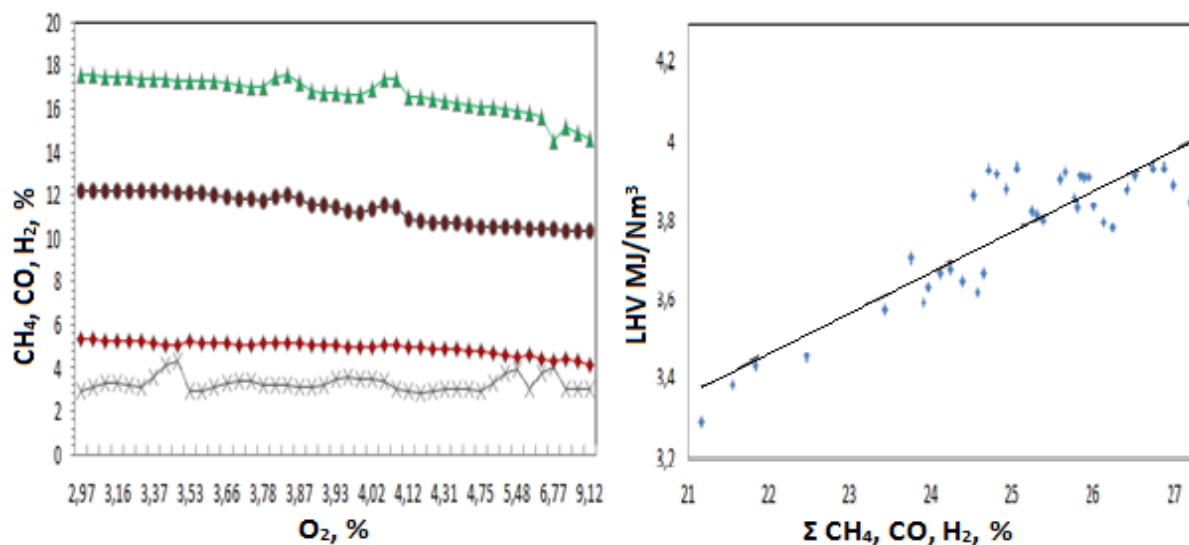 20
18
16
14
12
10
8
6
4
2
0
CH₄, CO, H₂, %
2,97 3,16 3,37 3,53 3,66 3,78 3,87 3,93 4,02 4,12 4,31 4,75 5,48 6,77 9,12
O₂, %
4,2
4
3,8
3,6
3,4
3,2
LHV MJ/Nm³
21 22 23 24 25 26 27
Σ CH₄, CO, H₂, %